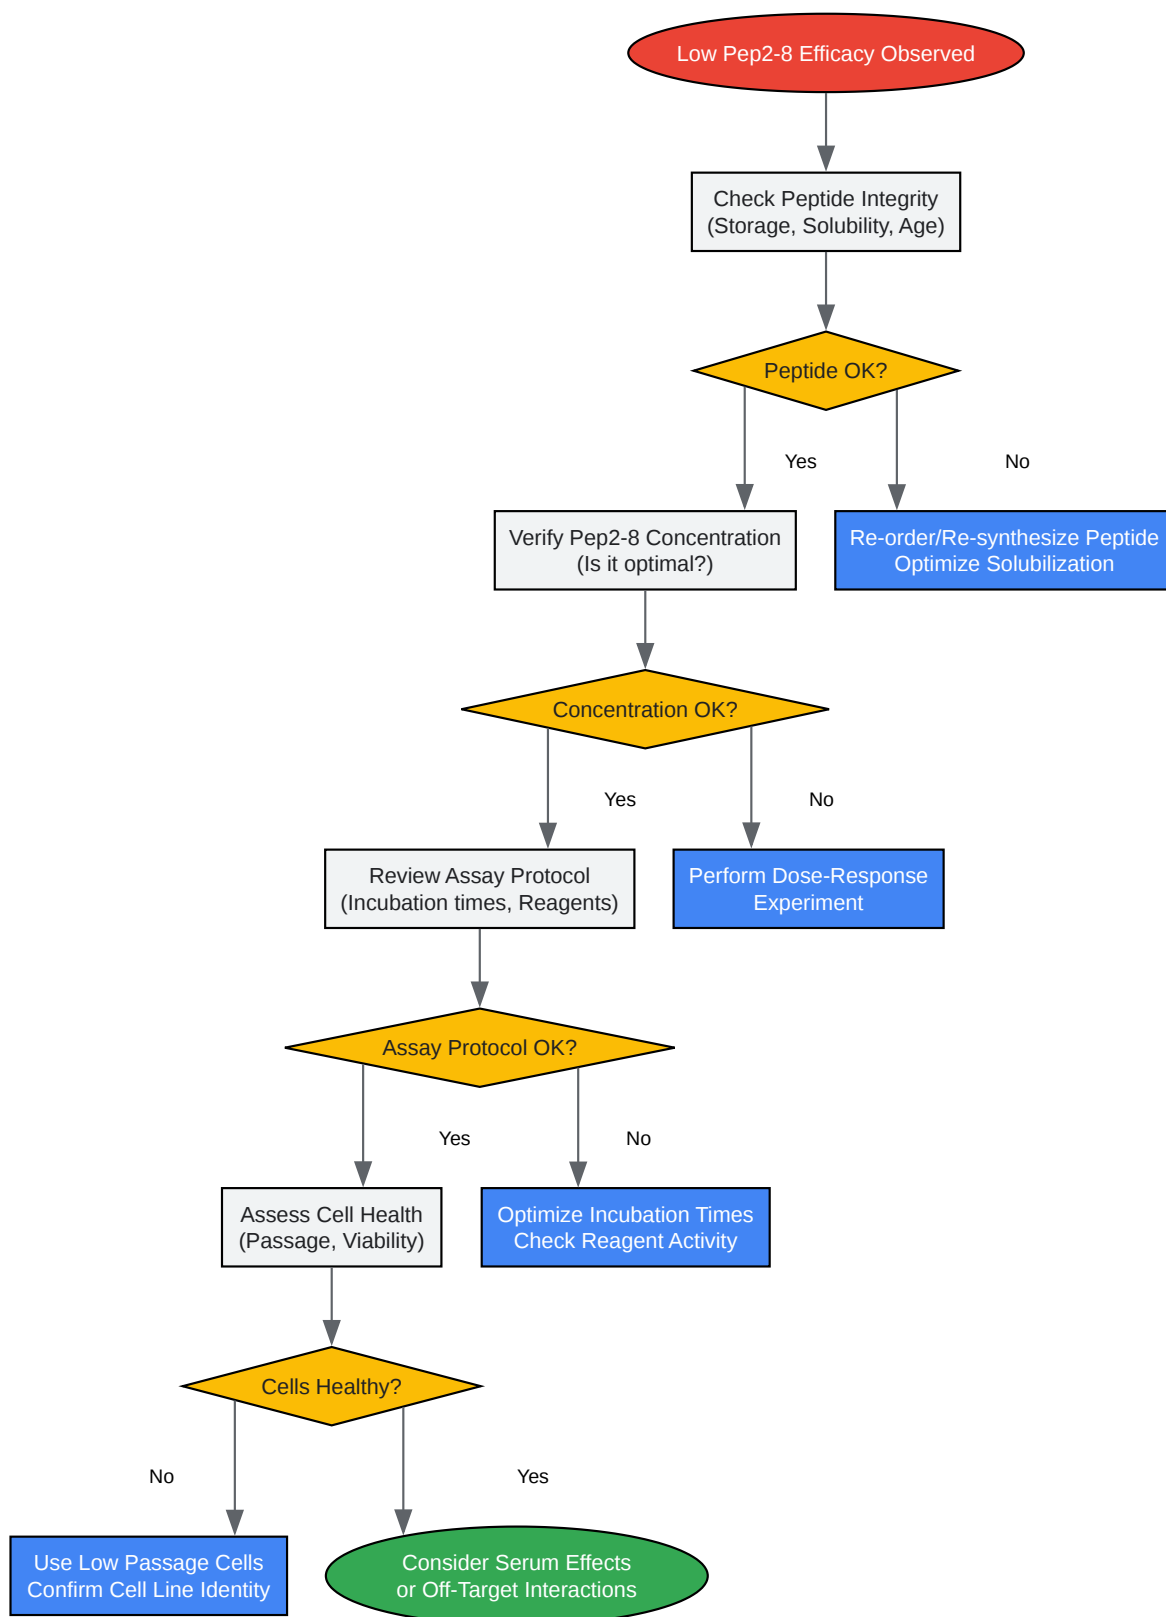 Low Pep2-8 Efficacy Observed
Check Peptide Integrity
(Storage, Solubility, Age)
Peptide OK?
Yes
No
Verify Pep2-8 Concentration
(Is it optimal?)
Re-order/Re-synthesize Peptide
Optimize Solubilization
Concentration OK?
Yes
No
Review Assay Protocol
(Incubation times, Reagents)
Perform Dose-Response
Experiment
Assay Protocol OK?
Yes
No
Assess Cell Health
(Passage, Viability)
Optimize Incubation Times
Check Reagent Activity
Cells Healthy?
No
Yes
Use Low Passage Cells
Confirm Cell Line Identity
Consider Serum Effects
or Off-Target Interactions